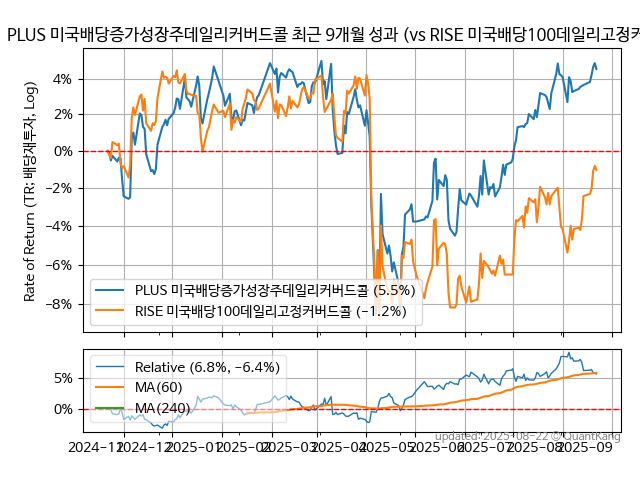 PLUS 미국배당증가성장주데일리커버드콜 최근 9개월 성과 (vs RISE 미국배당100데일리고정커
Rate of Return (TR: 배당재투자, Log)
4%
2%
0%
−2%
−4%
−6%
−8%
PLUS 미국배당증가성장주데일리커버드콜 (5.5%)
RISE 미국배당100데일리고정커버드콜 (−1.2%)
5%
0%
Relative (6.8%, −6.4%)
MA(60)
MA(240)
updated: 2025-08-22 © QuantKang
2024-11 2024-12 2025-01 2025-02 2025-03 2025-04 2025-05 2025-06 2025-07 2025-08 2025-09